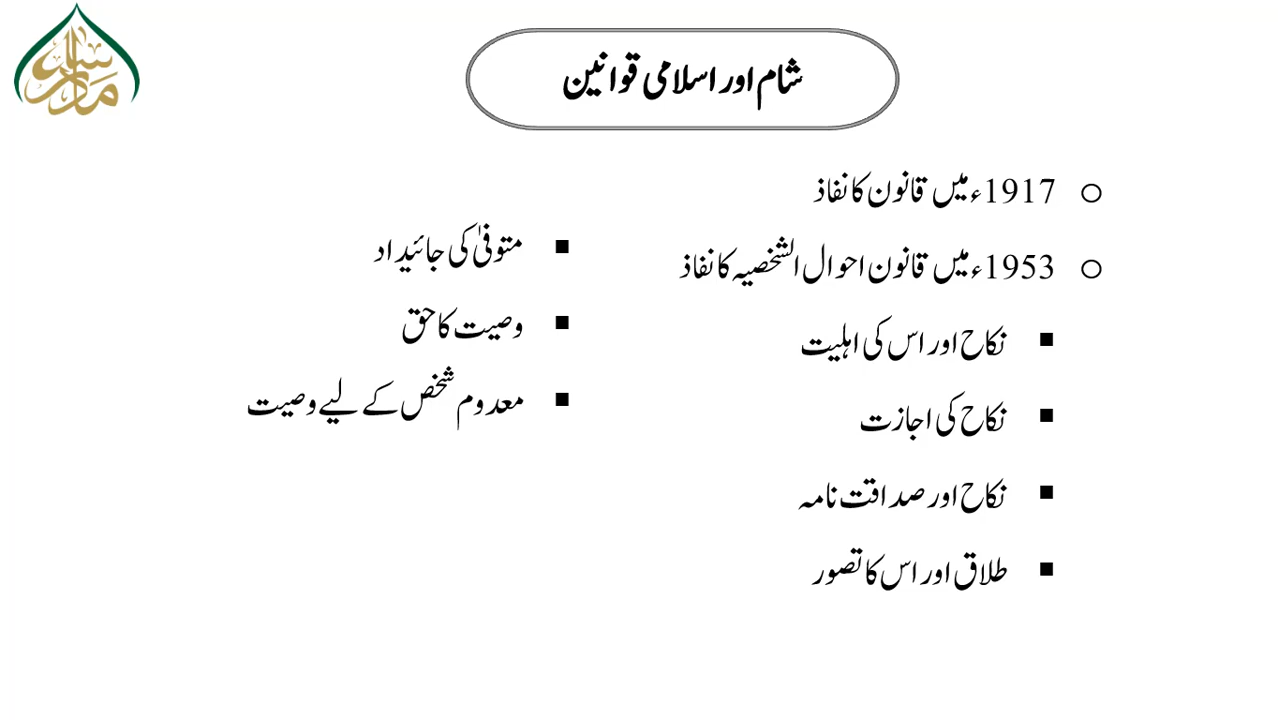 شام اور اسلامی قوانین
1917ء میں قانون کا نفاذ
1953ء میں قانون احوال الشخصیہ کا نفاذ
نکاح اور اس کی اہلیت
نکاح کی اجازت
نکاح اور صداقت نامہ
طلاق اور اس کا تصور
متوفیٰ کی جائیداد
وصیت کا حق
معدوم شخص کے لیے وصیت